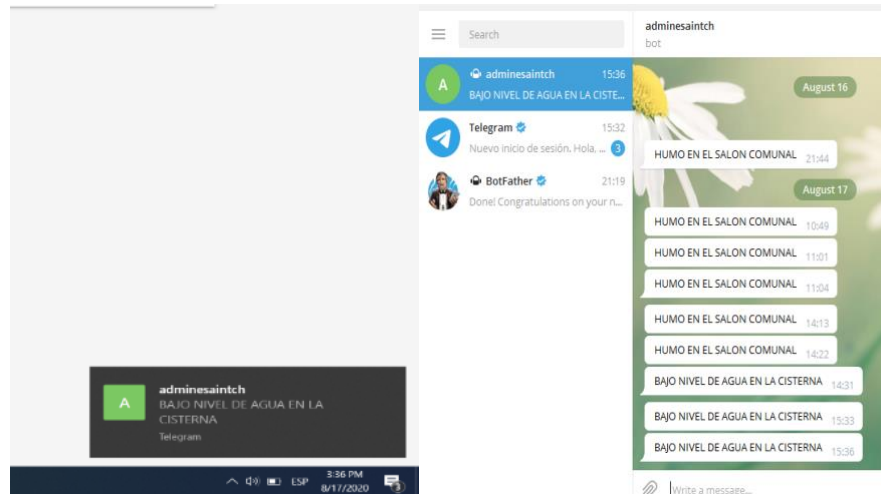 adminesaintch
BAJO NIVEL DE AGUA EN LA
CISTERNA
Telegram
ESP
3:36 PM
8/17/2020
3
Search
A
adminesaintch 15:36
BAJO NIVEL DE AGUA EN LA CISTE...
Telegram 15:32
Nuevo inicio de sesión. Hola, ... 3
BotFather 21:19
Done! Congratulations on your n...
adminesaintch
bot
August 16
HUMO EN EL SALON COMUNAL 21:44
August 17
HUMO EN EL SALON COMUNAL 10:49
HUMO EN EL SALON COMUNAL 11:01
HUMO EN EL SALON COMUNAL 11:04
HUMO EN EL SALON COMUNAL 14:13
HUMO EN EL SALON COMUNAL 14:22
BAJO NIVEL DE AGUA EN LA CISTERNA 14:31
BAJO NIVEL DE AGUA EN LA CISTERNA 15:33
BAJO NIVEL DE AGUA EN LA CISTERNA 15:36
Write a message...
A